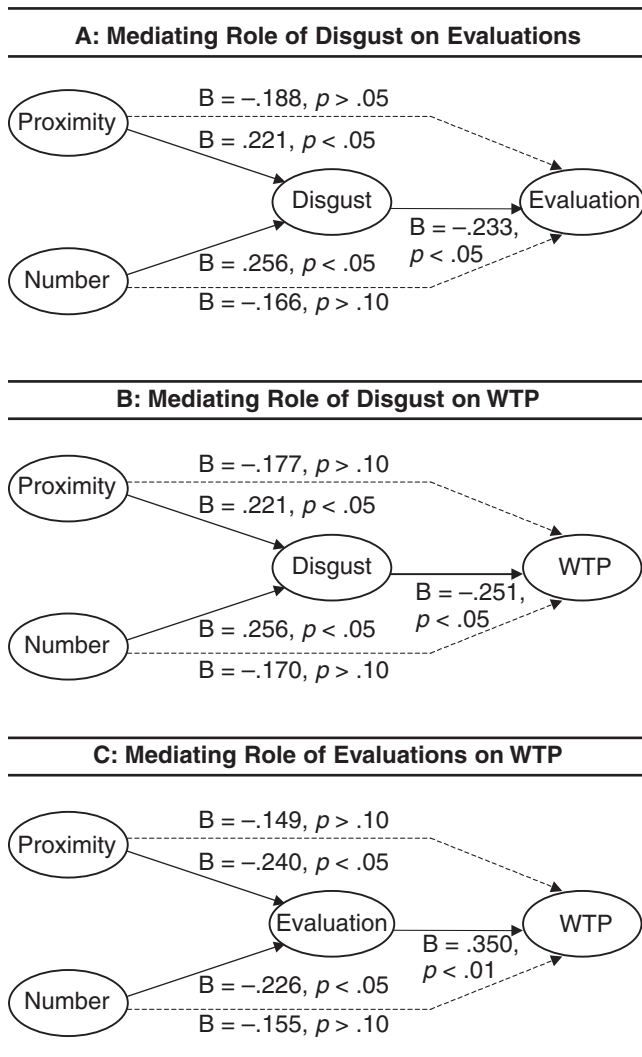 A: Mediating Role of Disgust on Evaluations
B = –.188, p > .05
Proximity
B = .221, p < .05
Disgust
Evaluation
B = –.233,
p < .05
B = .256, p < .05
Number
B = –.166, p > .10
B: Mediating Role of Disgust on WTP
B = –.177, p > .10
Proximity
B = .221, p < .05
Disgust
WTP
B = –.251,
p < .05
B = .256, p < .05
Number
B = –.170, p > .10
C: Mediating Role of Evaluations on WTP
B = –.149, p > .10
Proximity
B = –.240, p < .05
Evaluation
WTP
B = .350,
p < .01
B = –.226, p < .05
Number
B = –.155, p > .10